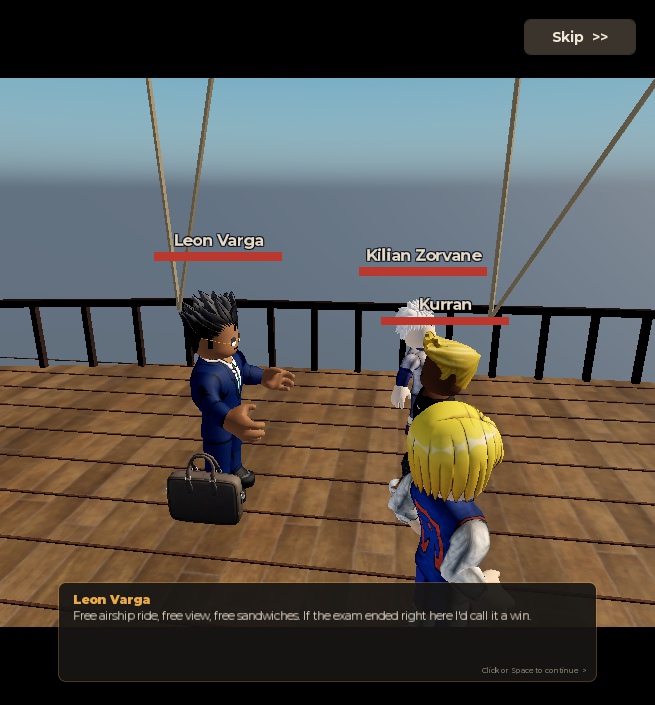 Skip >>
Leon Varga
Kilian Zorvane
Kurran
Leon Varga
Free airship ride, free view, free sandwiches. If the exam ended right here I'd call it a win.
Click or Space to continue >